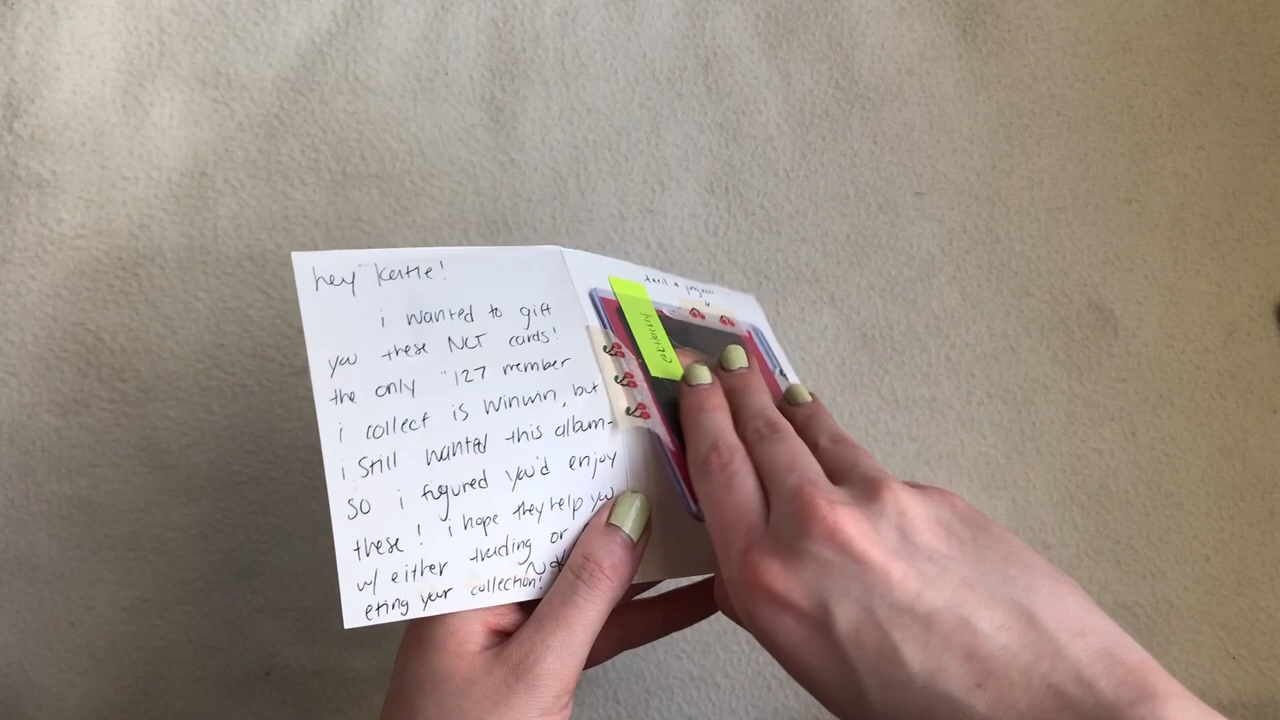 hey Kertie!
i wanted to gift
you these NCT cards!
the only 127 member
i collect is winwin, but
i still wanted this album-
so i figured you'd enjoy
these! i hope they help you
w/ either trading or
eting your collection!